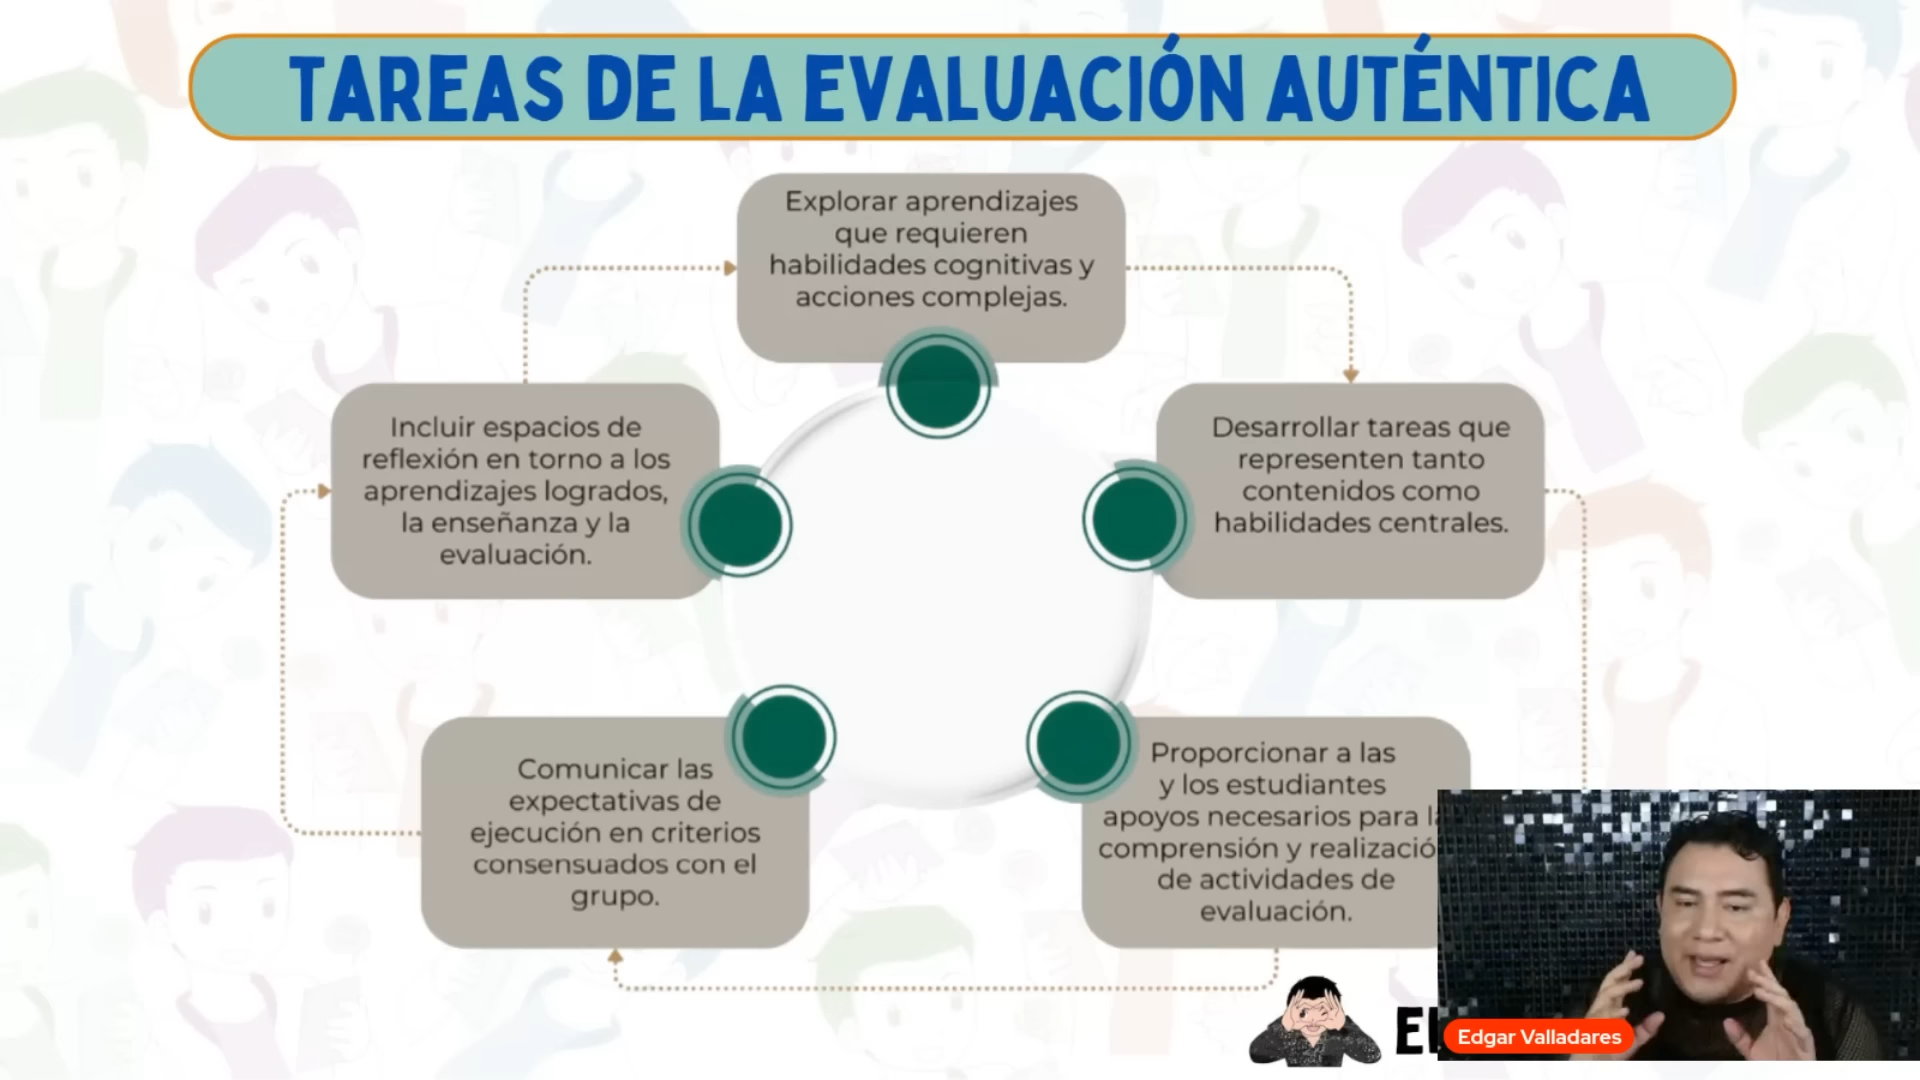 TAREAS DE LA EVALUACIÓN AUTÉNTICA
Explorar aprendizajes
que requieren
habilidades cognitivas y
acciones complejas.
Desarrollar tareas que
representen tanto
contenidos como
habilidades centrales.
Proporcionar a las
y los estudiantes
apoyos necesarios para
comprensión y
de actividades de
evaluación.
Comunicar las
expectativas de
ejecución en criterios
consensuados con el
grupo.
Incluir espacios de
reflexión en torno a los
aprendizajes logrados,
la enseñanza y la
evaluación.
Edgar Valladares